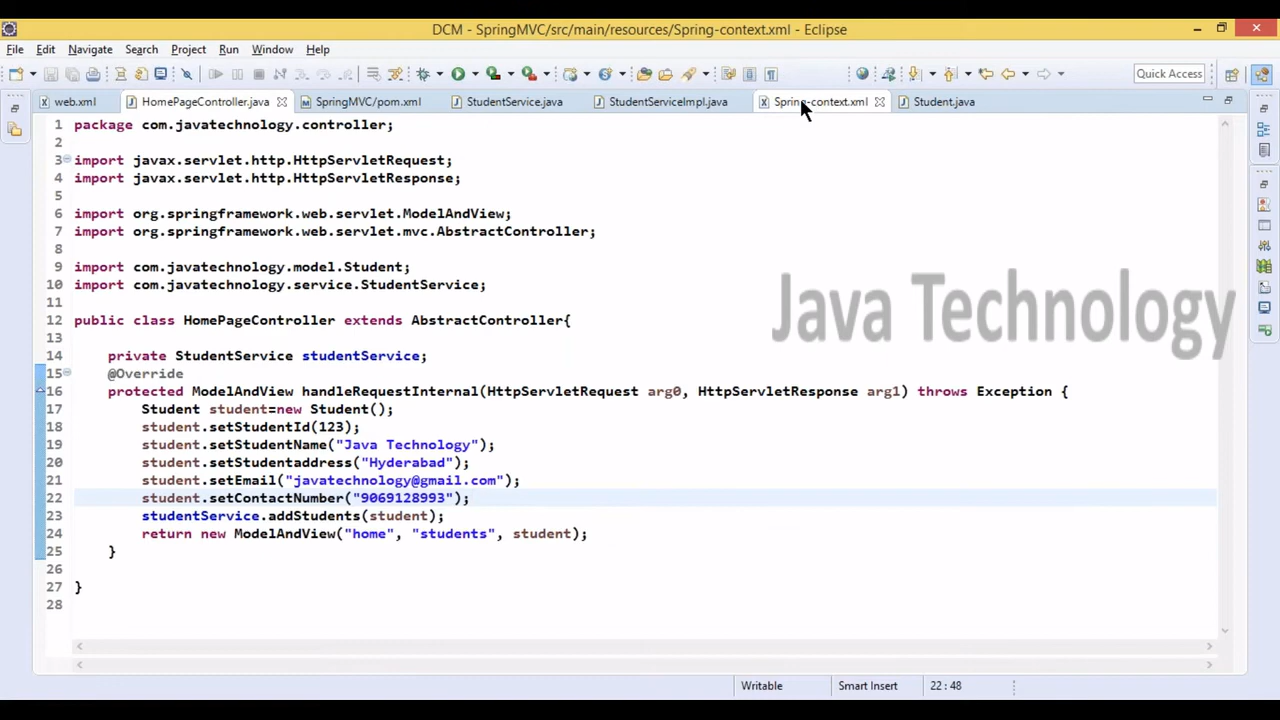 DCM - SpringMVC/src/main/resources/Spring-context.xml - Eclipse
File Edit Navigate Search Project Run Window Help
Quick Access
web.xml HomePageController.java SpringMVC/pom.xml StudentService.java StudentServiceImpl.java Spring-context.xml Student.java
1 package com.javatechnology.controller;
2
3 import javax.servlet.http.HttpServletRequest;
4 import javax.servlet.http.HttpServletResponse;
5
6 import org.springframework.web.servlet.ModelAndView;
7 import org.springframework.web.servlet.mvc.AbstractController;
8
9 import com.javatechnology.model.Student;
10 import com.javatechnology.service.StudentService;
11
12 public class HomePageController extends AbstractController{
13
14 private StudentService studentService;
15 @Override
16 protected ModelAndView handleRequestInternal(HttpServletRequest arg0, HttpServletResponse arg1) throws Exception {
17 Student student=new Student();
18 student.setStudentId(123);
19 student.setStudentName("Java Technology");
20 student.setStudentaddress("Hyderabad");
21 student.setEmail("javatechnology@gmail.com");
22 student.setContactNumber("9069128993");
23 studentService.addStudents(student);
24 return new ModelAndView("home", "students", student);
25 }
26
27 }
28
Java Technology
Writable Smart Insert 22 : 48